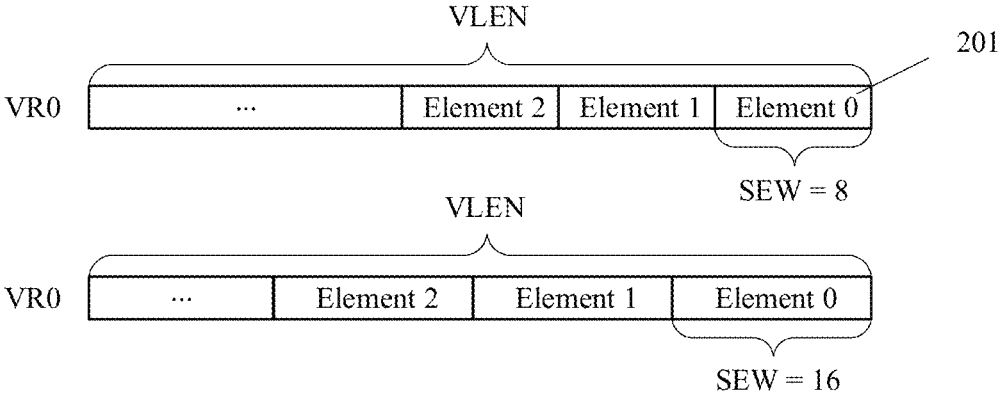 VLEN
201
VR0 ... Element 2 Element 1 Element 0
SEW = 8
VLEN
VR0 ... Element 2 Element 1 Element 0
SEW = 16